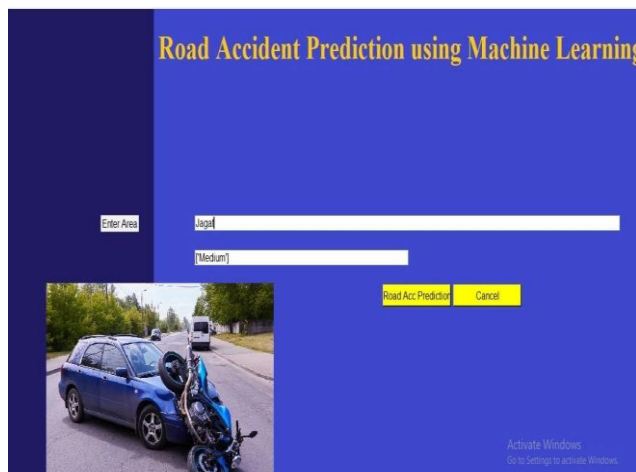 Road Accident Prediction using Machine Learning
Enter Area
Jagat
['Medium']
Road Acc Prediction
Cancel
Activate Windows
Go to Settings to activate Windows.